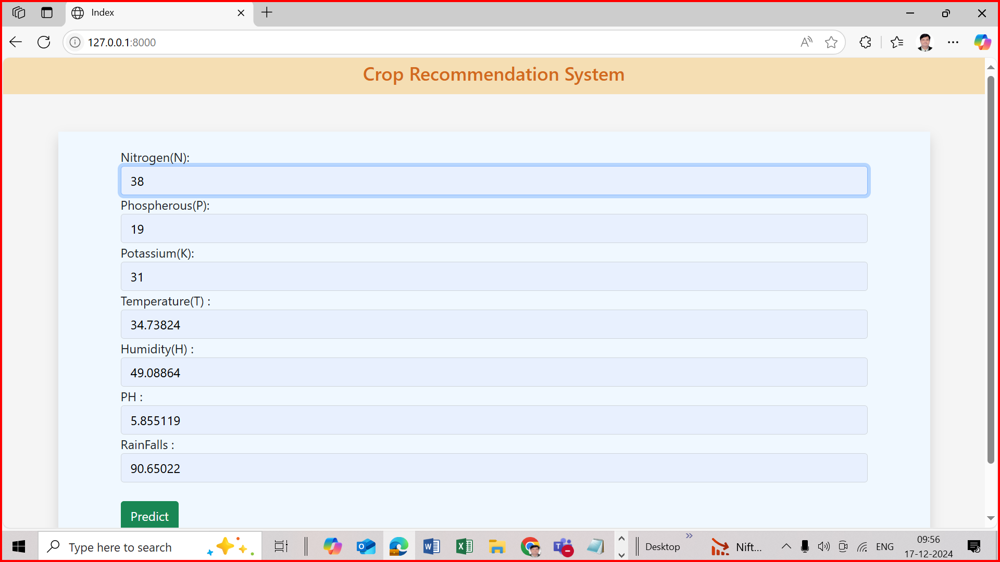 Index
127.0.0.1:8000
Crop Recommendation System
Nitrogen(N):
38
Phospherous(P):
19
Potassium(K):
31
Temperature(T) :
34.73824
Humidity(H) :
49.08864
PH :
5.855119
RainFalls :
90.65022
Predict
Type here to search
Desktop
Nift...
ENG
09:56
17-12-2024